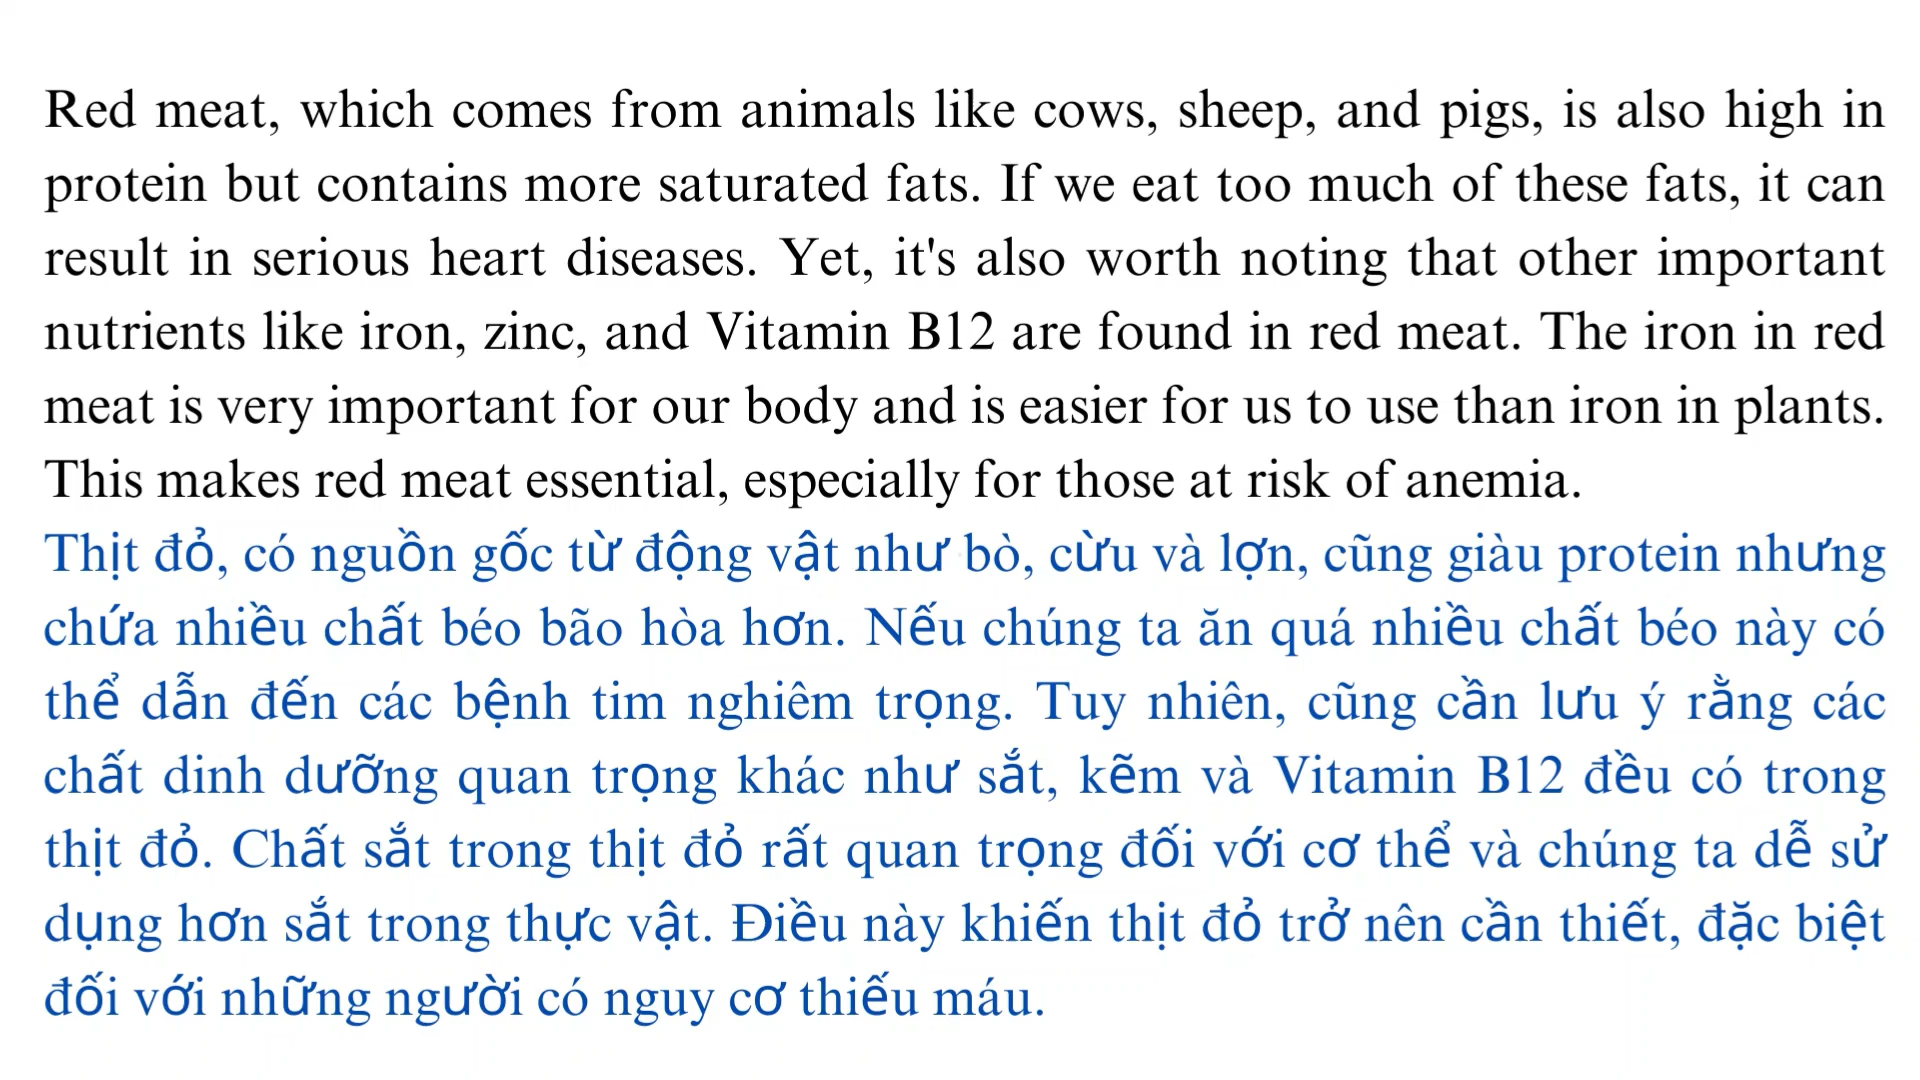 Red meat, which comes from animals like cows, sheep, and pigs, is also high in
protein but contains more saturated fats. If we eat too much of these fats, it can
result in serious heart diseases. Yet, it's also worth noting that other important
nutrients like iron, zinc, and Vitamin B12 are found in red meat. The iron in red
meat is very important for our body and is easier for us to use than iron in plants.
This makes red meat essential, especially for those at risk of anemia.
Thịt đỏ, có nguồn gốc từ động vật như bò, cừu và lợn, cũng giàu protein nhưng
chứa nhiều chất béo bão hòa hơn. Nếu chúng ta ăn quá nhiều chất béo này có
thể dẫn đến các bệnh tim nghiêm trọng. Tuy nhiên, cũng cần lưu ý rằng các
chất dinh dưỡng quan trọng khác như sắt, kẽm và Vitamin B12 đều có trong
thịt đỏ. Chất sắt trong thịt đỏ rất quan trọng đối với cơ thể và chúng ta dễ sử
dụng hơn sắt trong thực vật. Điều này khiến thịt đỏ trở nên cần thiết, đặc biệt
đối với những người có nguy cơ thiếu máu.